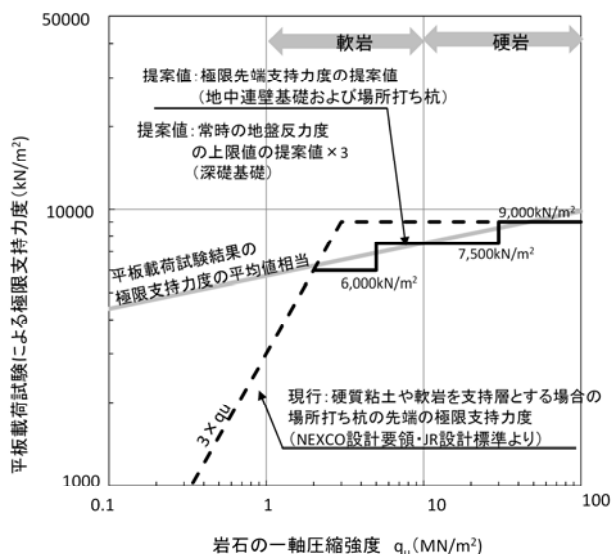 50000
軟岩
硬岩
提案値:極限先端支持力度の提案値
(地中連壁基礎および場所打ち杭)
提案値:常時の地盤反力度
の上限値の提案値×3
(深礎基礎)
10000
9,000kN/m²
7,500kN/m²
6,000kN/m²
平板載荷試験結果の
極限支持力度の平均値相当
3×qu
現行:硬質粘土や軟岩を支持層とする場合の
場所打ち杭の先端の極限支持力度
(NEXCO設計要領・JR設計標準より)
1000
0.1
1
10
100
平板載荷試験による極限支持力度(kN/m²)
岩石の一軸圧縮強度 qu(MN/m²)